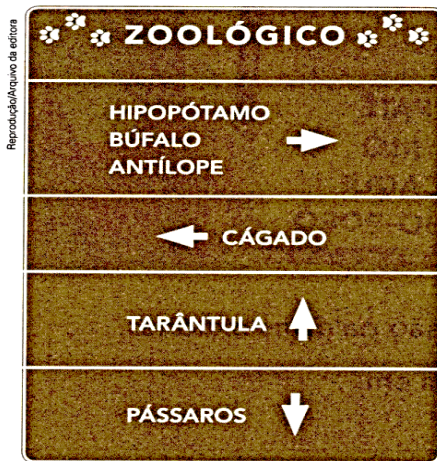 Reprodução/Arquivo da editora
ZOOLÓGICO
HIPOPÓTAMO
BÚFALO
ANTÍLOPE
CÁGADO
TARÂNTULA
PÁSSAROS